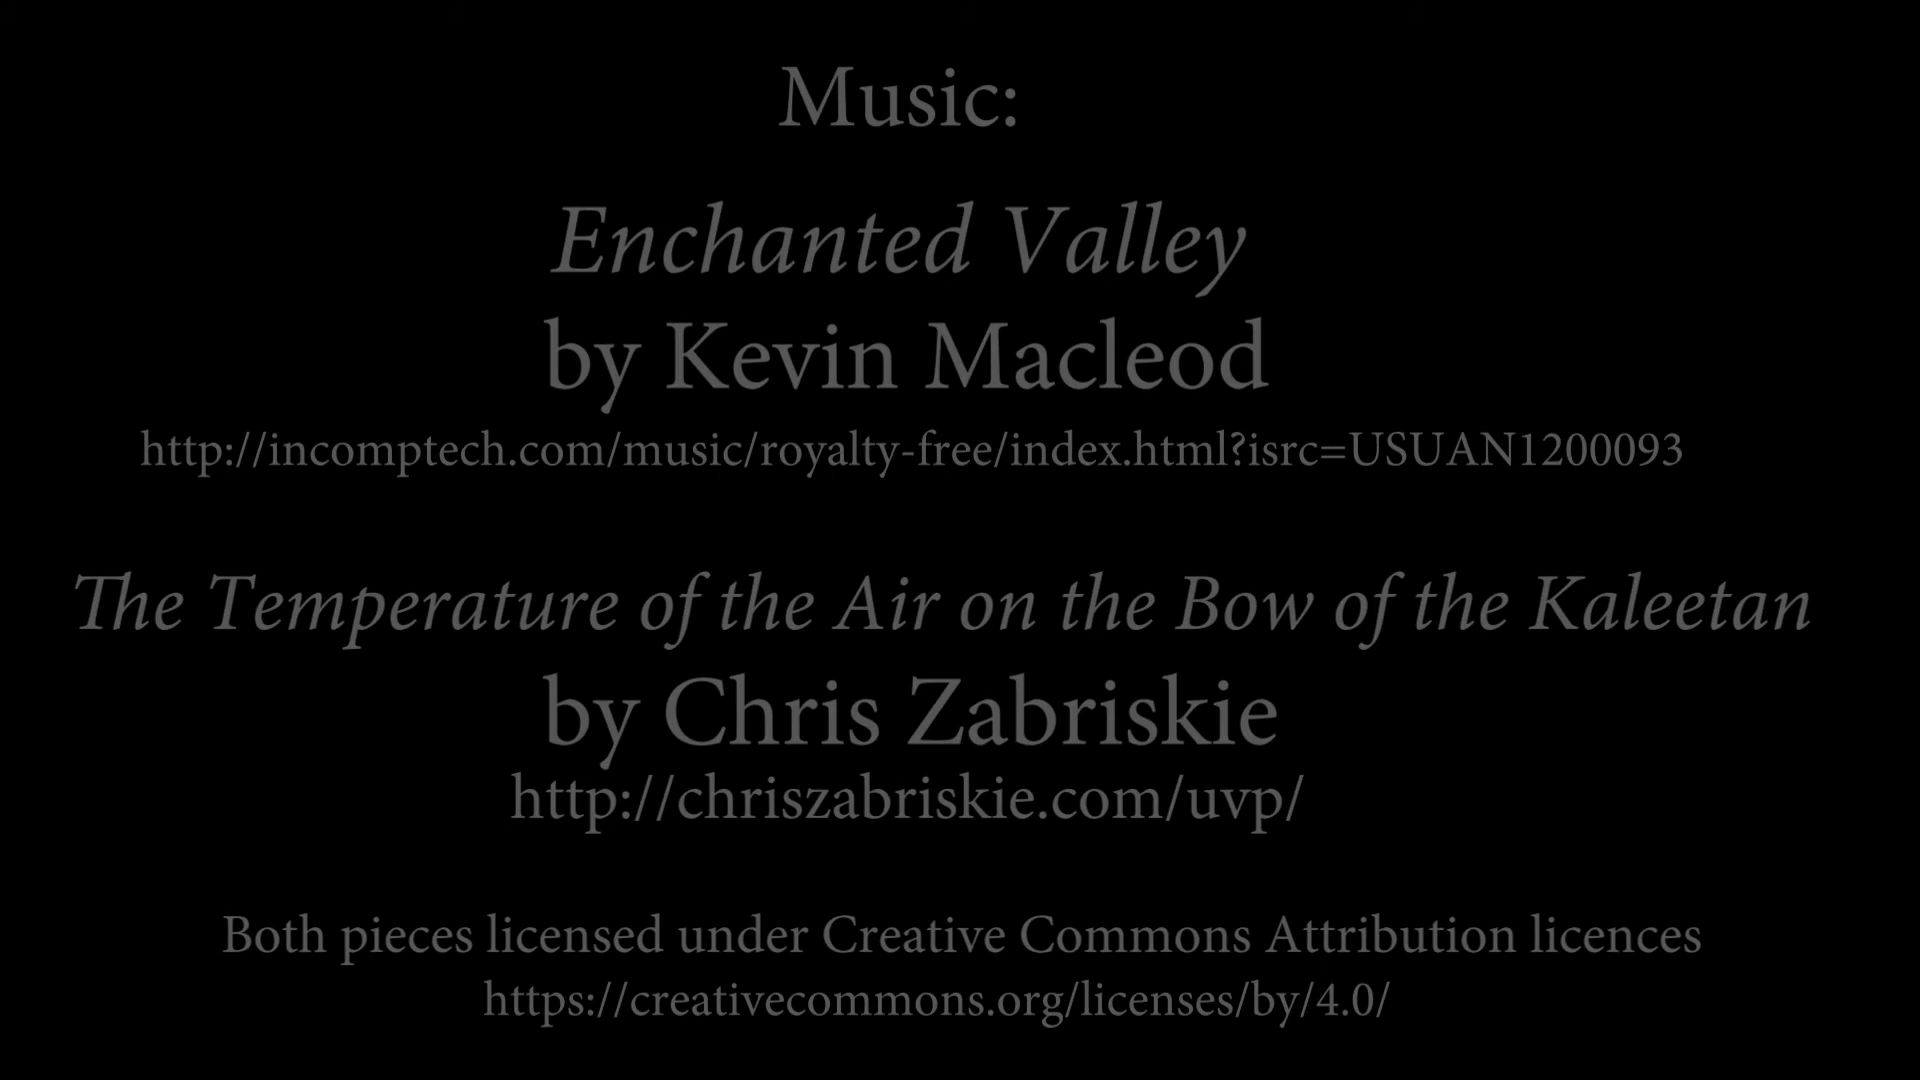 Music:
Enchanted Valley
by Kevin Macleod
http://incomptech.com/music/royalty-free/index.html?isrc=USUAN1200093
The Temperature of the Air on the Bow of the Kaleetan
by Chris Zabriskie
http://chriszabriskie.com/uvp/
Both pieces licensed under Creative Commons Attribution licences
https://creativecommons.org/licenses/by/4.0/